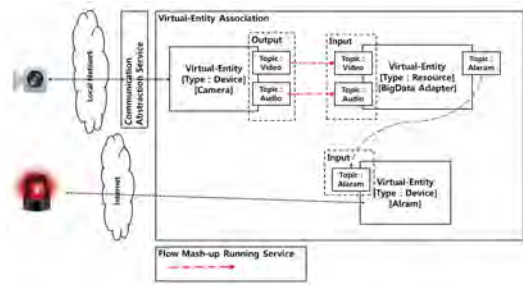 Virtual-Entity Association
Local Network
Communication
Abstraction Service
Virtual-Entity
[Type : Device]
[Camera]
Output
Topic :
Video
Topic :
Audio
Input
Topic :
Video
Topic :
Audio
Virtual-Entity
[Type : Resource]
[BigData Adapter]
Topic :
Alaram
Internet
Input
Topic :
Alaram
Virtual-Entity
[Type : Device]
[Alram]
Flow Mash-up Running Service